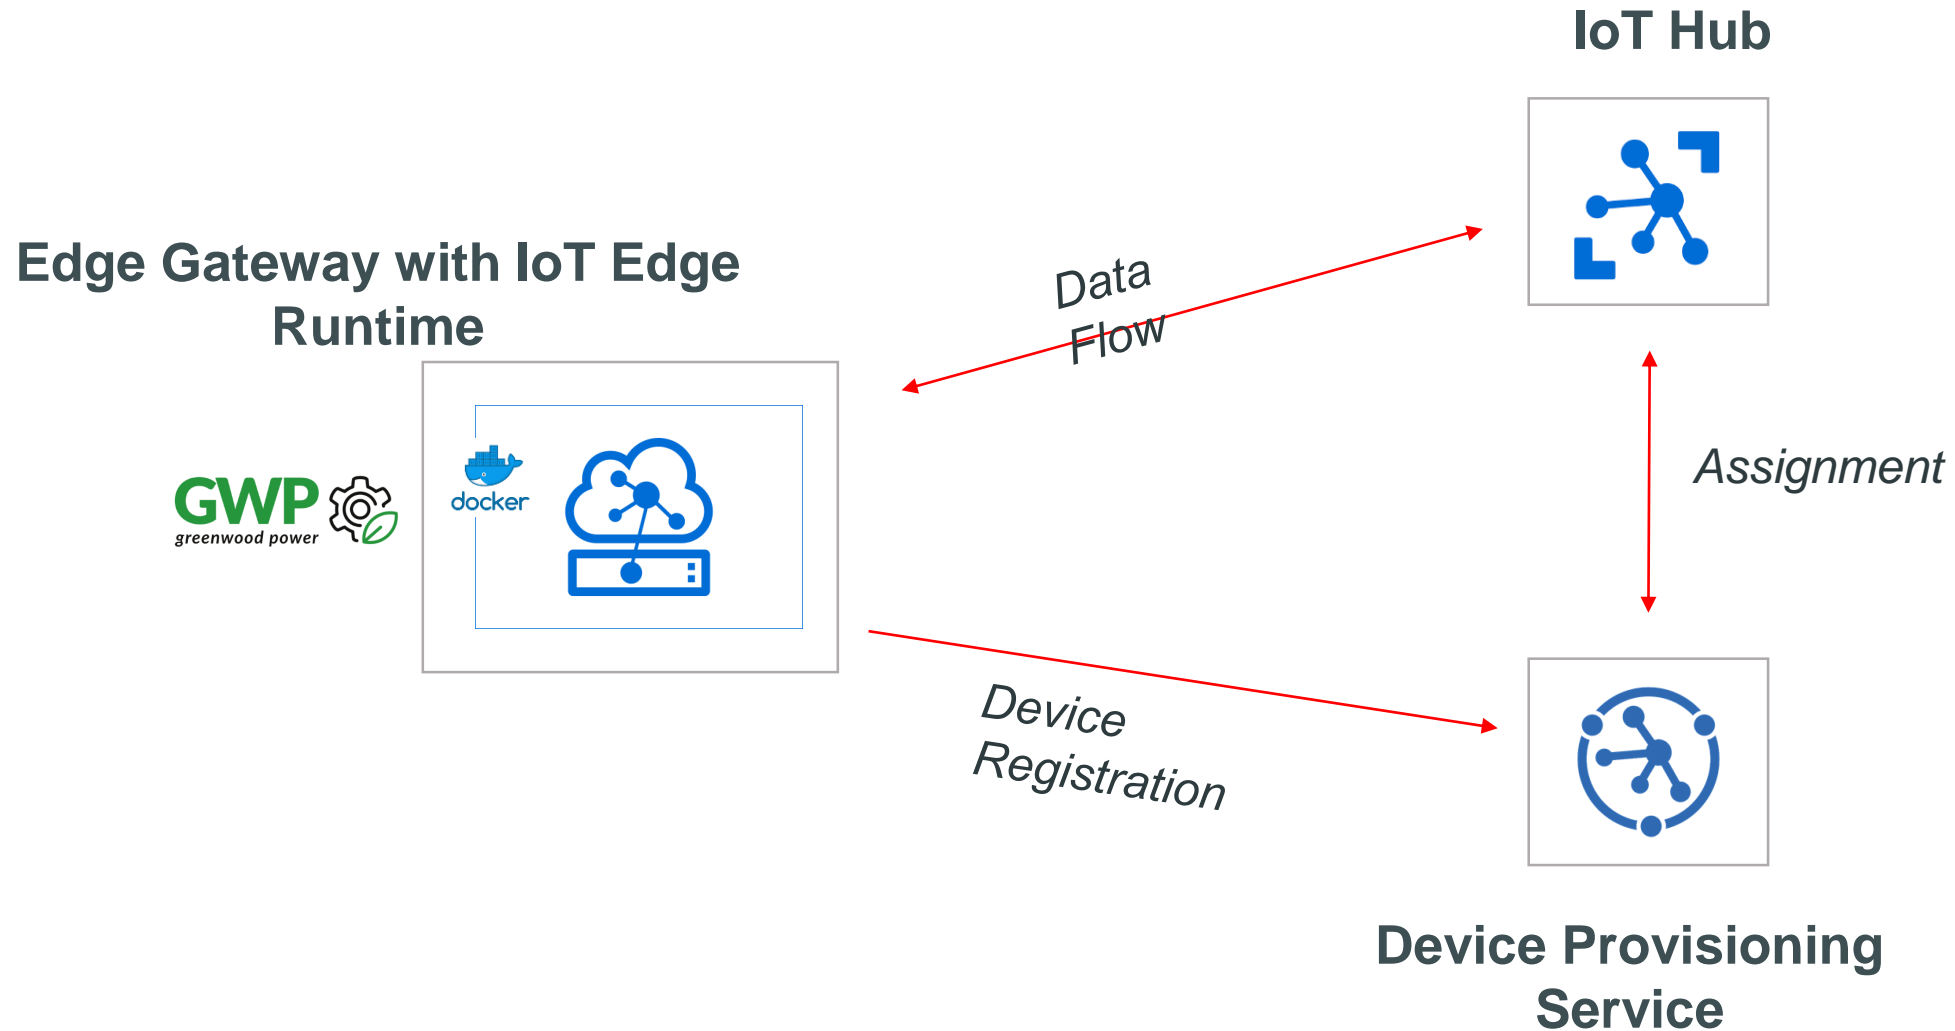 IoT Hub
Edge Gateway with IoT Edge
Runtime
Data
Flow
docker
GWP
greenwood power
Assignment
Device
Registration
Device Provisioning
Service